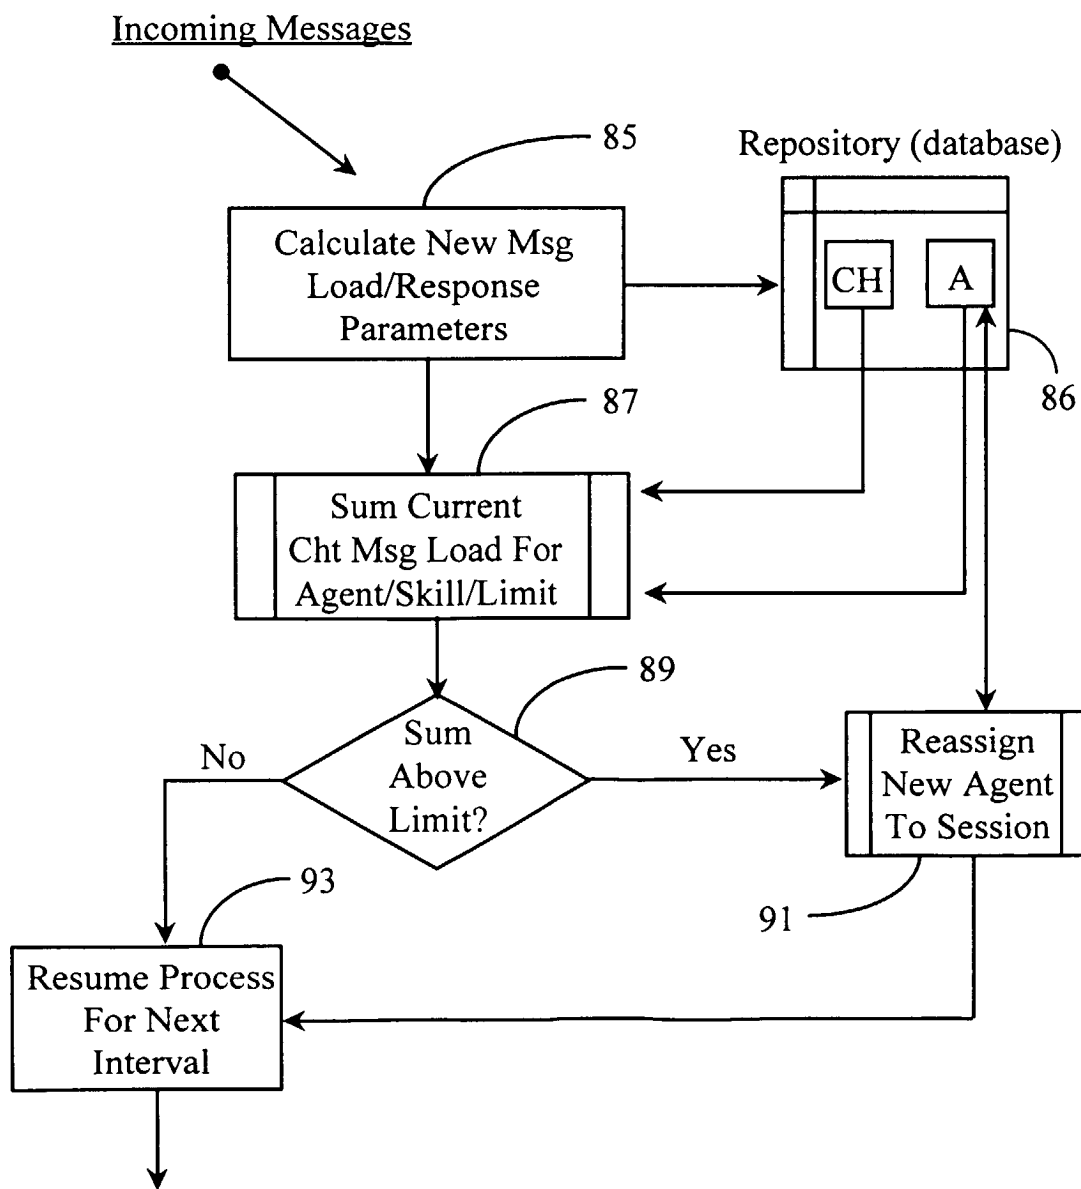 Incoming Messages
85
Repository (database)
Calculate New Msg
Load/Response
Parameters
CH
A
86
87
Sum Current
Cht Msg Load For
Agent/Skill/Limit
89
No
Sum
Above
Limit?
Yes
Reassign
New Agent
To Session
93
91
Resume Process
For Next
Interval